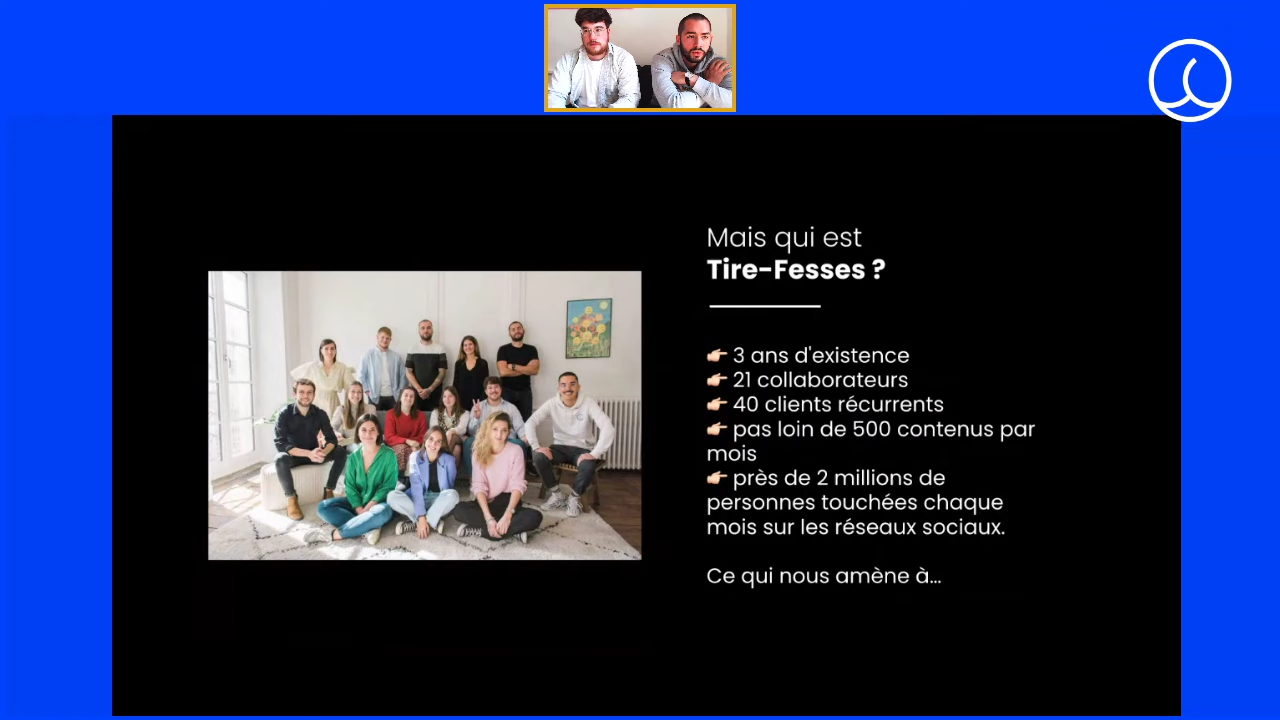 Mais qui est
Tire-Fesses ?
👉🏻 3 ans d'existence
👉🏻 21 collaborateurs
👉🏻 40 clients récurrents
👉🏻 pas loin de 500 contenus par
mois
👉🏻 près de 2 millions de
personnes touchées chaque
mois sur les réseaux sociaux.
Ce qui nous amène à...